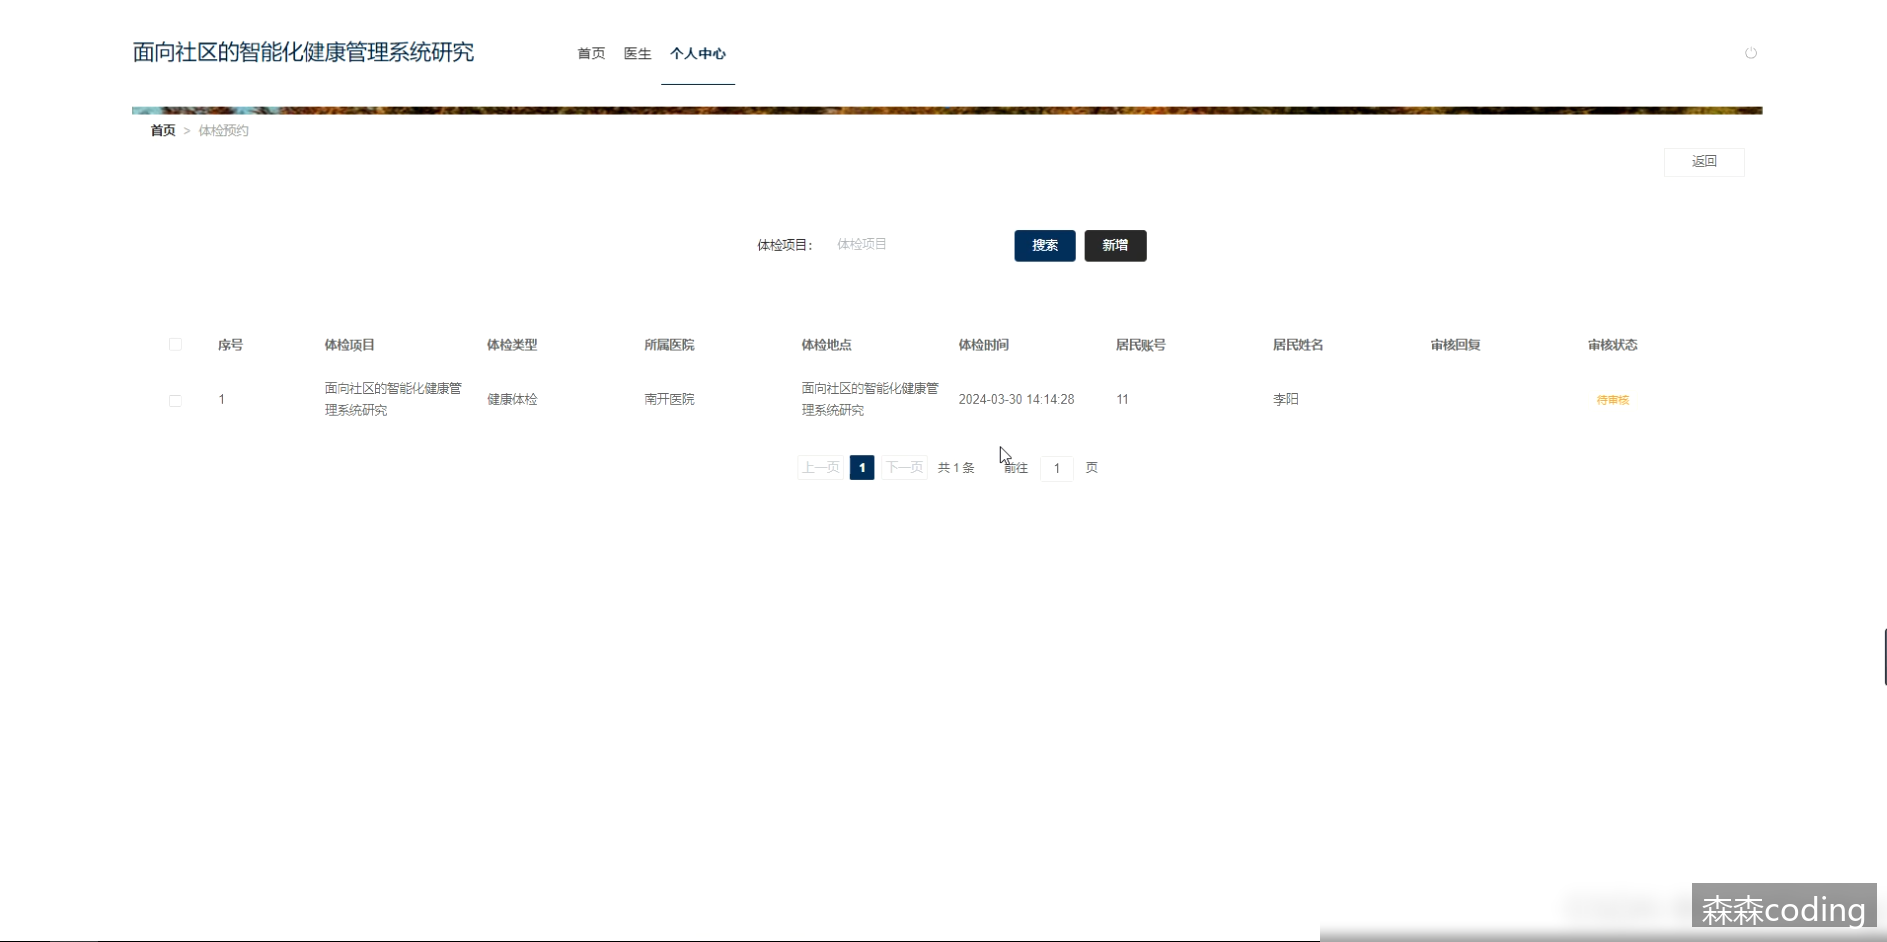 面向社区的智能化健康管理系统研究
首页 医生 个人中心
首页 > 体检预约
返回
体检项目： 体检项目 搜索 新增
序号 体检项目 体检类型 所属医院 体检地点 体检时间 居民账号 居民姓名 审核回复 审核状态
1 面向社区的智能化健康管理系统研究 健康体检 南开医院 面向社区的智能化健康管理系统研究 2024-03-30 14:14:28 11 李阳 待审核
上一页 1 下一页 共 1 条 前往 1 页
森森coding